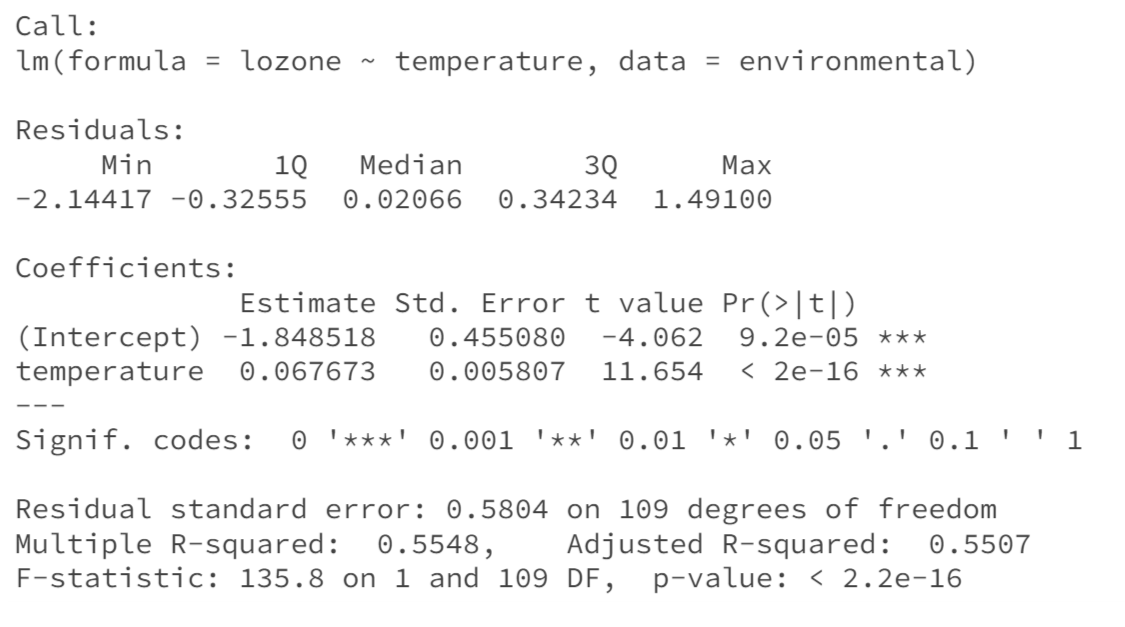 Call:
lm(formula = lozone ~ temperature, data = environmental)
Residuals:
Min 1Q Median 3Q Max
-2.14417 -0.32555 0.02066 0.34234 1.49100
Coefficients:
Estimate Std. Error t value Pr(>|t|)
(Intercept) -1.848518 0.455080 -4.062 9.2e-05 ***
temperature 0.067673 0.005807 11.654 < 2e-16 ***
---
Signif. codes: 0 '***' 0.001 '**' 0.01 '*' 0.05 '.' 0.1 ' ' 1
Residual standard error: 0.5804 on 109 degrees of freedom
Multiple R-squared: 0.5548, Adjusted R-squared: 0.5507
F-statistic: 135.8 on 1 and 109 DF, p-value: < 2.2e-16